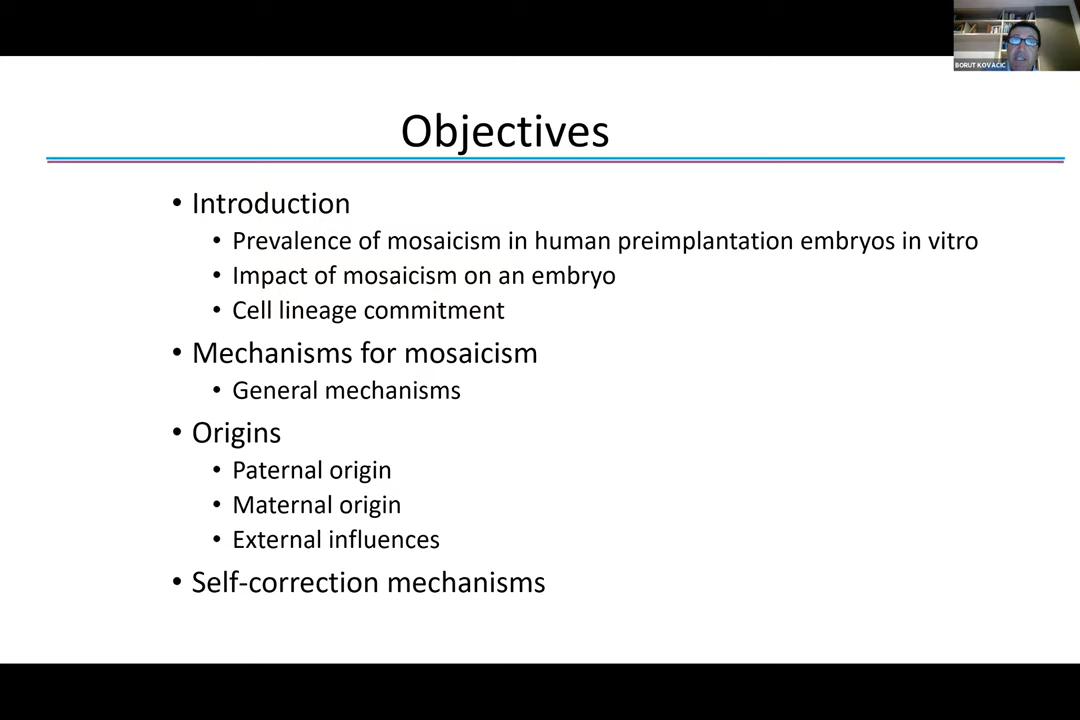 BORUT KOVACIC
Objectives
• Introduction
• Prevalence of mosaicism in human preimplantation embryos in vitro
• Impact of mosaicism on an embryo
• Cell lineage commitment
• Mechanisms for mosaicism
• General mechanisms
• Origins
• Paternal origin
• Maternal origin
• External influences
• Self-correction mechanisms